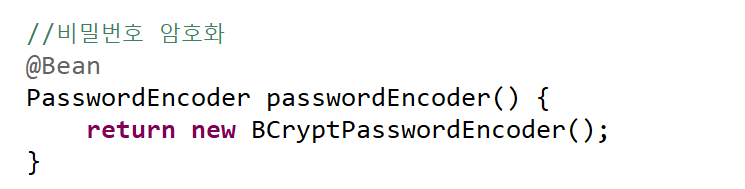 //비밀번호 암호화
@Bean
PasswordEncoder passwordEncoder() {
    return new BCryptPasswordEncoder();
}